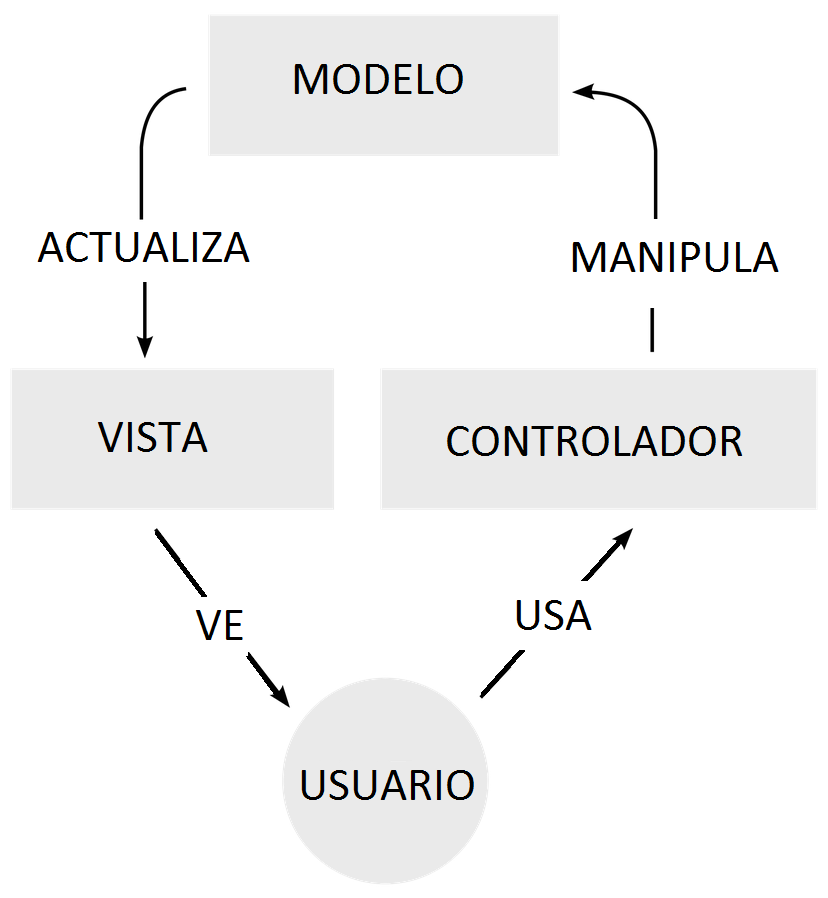 MODELO
ACTUALIZA
MANIPULA
VISTA
CONTROLADOR
VE
USA
USUARIO